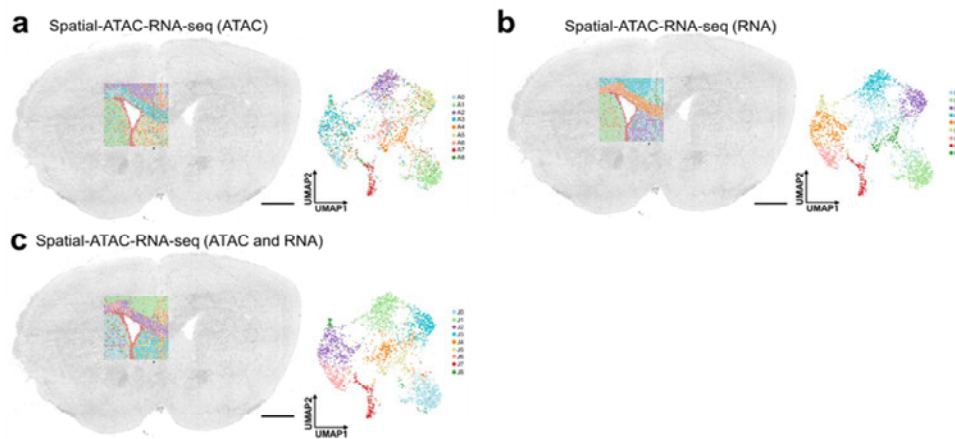 a Spatial-ATAC-RNA-seq (ATAC)
A0
A1
A2
A3
A4
A5
A6
A7
A8
UMAP2
UMAP1
b Spatial-ATAC-RNA-seq (RNA)
UMAP2
UMAP1
c Spatial-ATAC-RNA-seq (ATAC and RNA)
J0
J1
J2
J3
J4
J5
J6
J7
J8
UMAP2
UMAP1